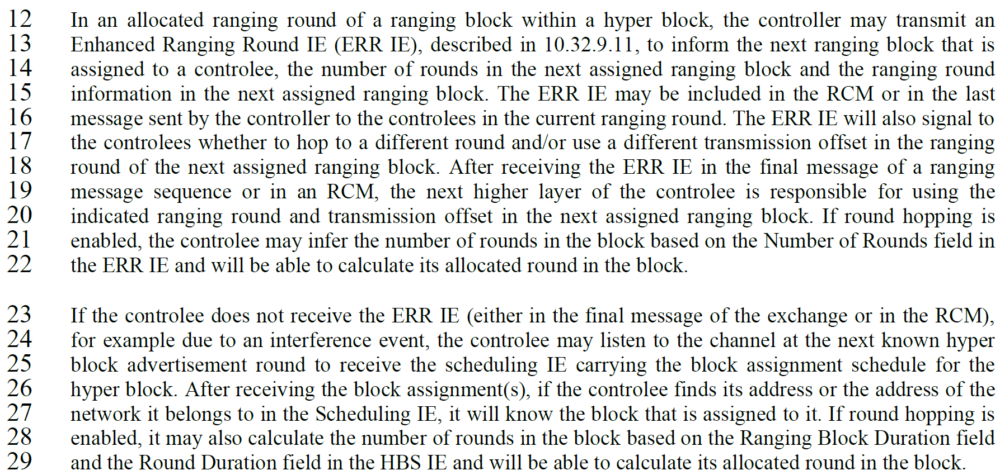 12 In an allocated ranging round of a ranging block within a hyper block, the controller may transmit an
13 Enhanced Ranging Round IE (ERR IE), described in 10.32.9.11, to inform the next ranging block that is
14 assigned to a controlee, the number of rounds in the next assigned ranging block and the ranging round
15 information in the next assigned ranging block. The ERR IE may be included in the RCM or in the last
16 message sent by the controller to the controlees in the current ranging round. The ERR IE will also signal to
17 the controlees whether to hop to a different round and/or use a different transmission offset in the ranging
18 round of the next assigned ranging block. After receiving the ERR IE in the final message of a ranging
19 message sequence or in an RCM, the next higher layer of the controlee is responsible for using the
20 indicated ranging round and transmission offset in the next assigned ranging block. If round hopping is
21 enabled, the controlee may infer the number of rounds in the block based on the Number of Rounds field in
22 the ERR IE and will be able to calculate its allocated round in the block.
23 If the controlee does not receive the ERR IE (either in the final message of the exchange or in the RCM),
24 for example due to an interference event, the controlee may listen to the channel at the next known hyper
25 block advertisement round to receive the scheduling IE carrying the block assignment schedule for the
26 hyper block. After receiving the block assignment(s), if the controlee finds its address or the address of the
27 network it belongs to in the Scheduling IE, it will know the block that is assigned to it. If round hopping is
28 enabled, it may also calculate the number of rounds in the block based on the Ranging Block Duration field
29 and the Round Duration field in the HBS IE and will be able to calculate its allocated round in the block.